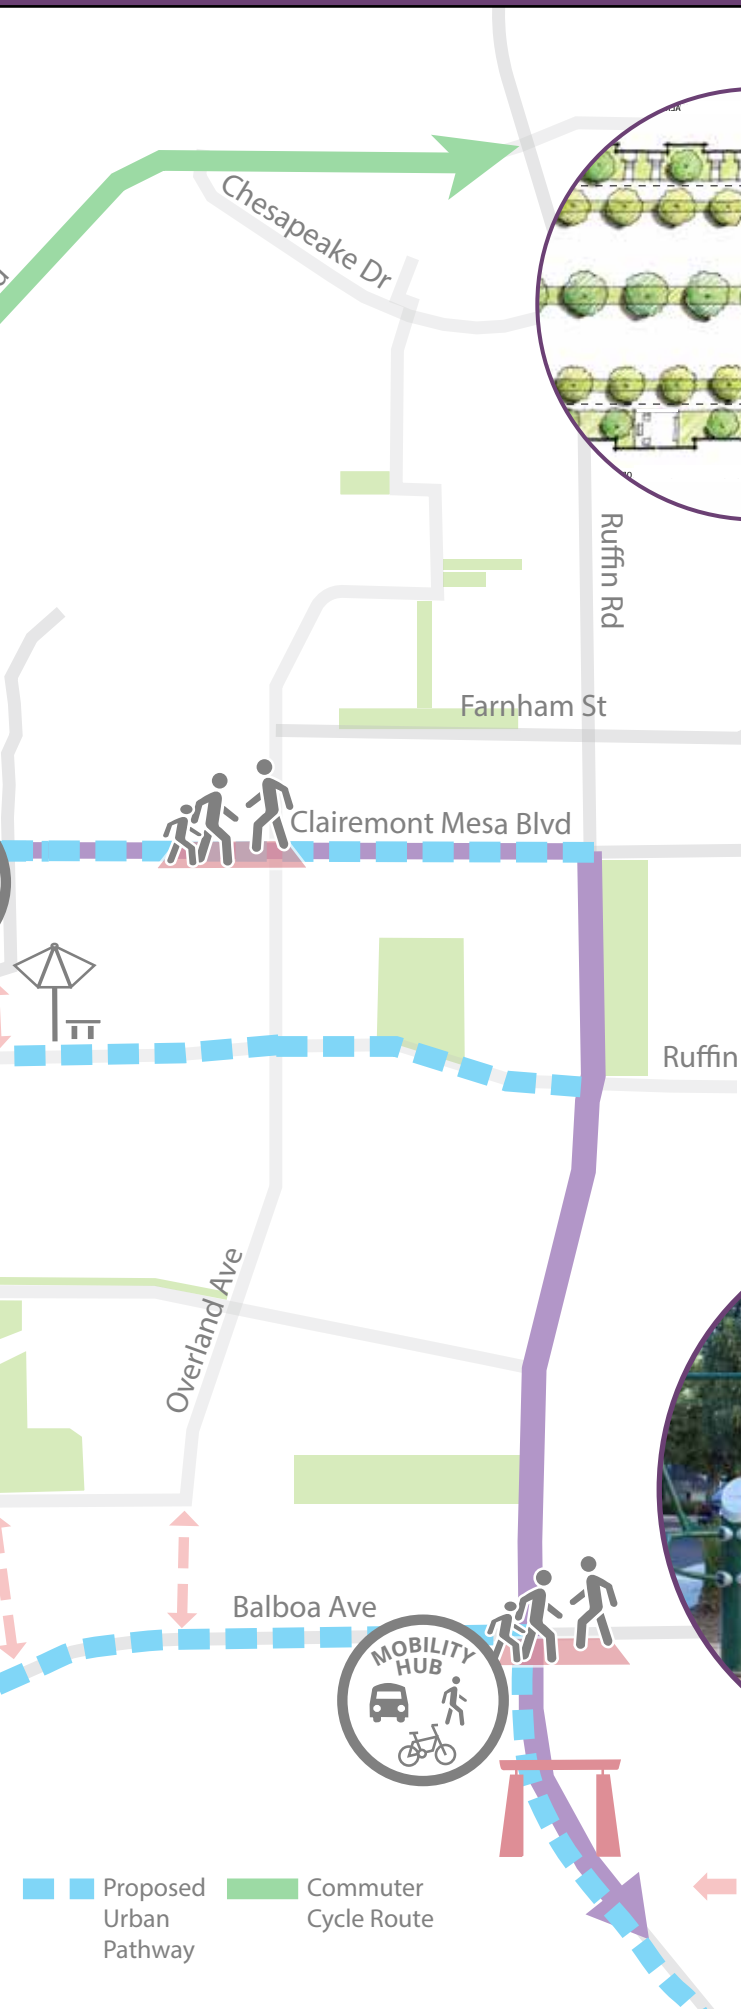 Chesapeake Dr
Ruffin Rd
Farnham St
Clairemont Mesa Blvd
Ruffin
Overland Ave
Balboa Ave
MOBILITY
HUB
Proposed
Urban
Pathway
Commuter
Cycle Route